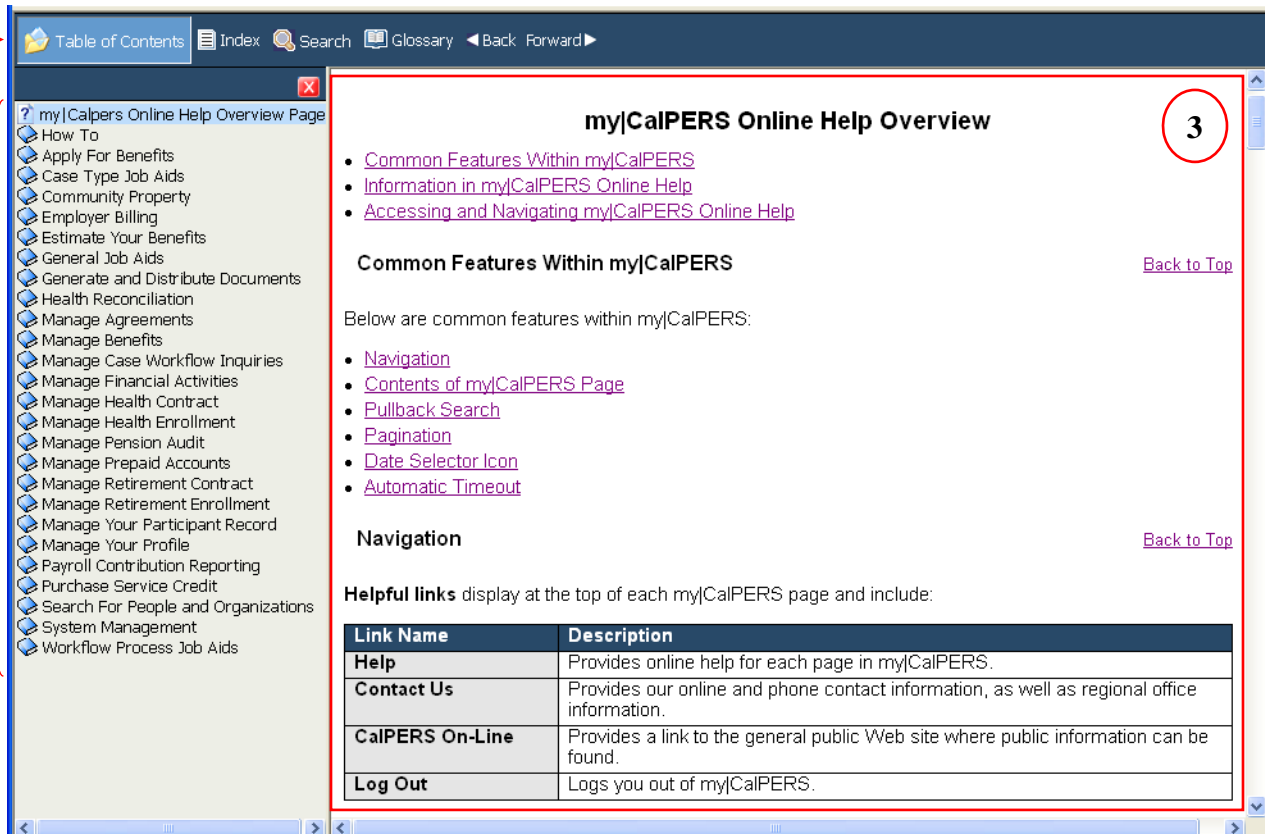 Table of Contents Index Search Glossary Back Forward
my|Calpers Online Help Overview Page
How To
Apply For Benefits
Case Type Job Aids
Community Property
Employer Billing
Estimate Your Benefits
General Job Aids
Generate and Distribute Documents
Health Reconciliation
Manage Agreements
Manage Benefits
Manage Case Workflow Inquiries
Manage Financial Activities
Manage Health Contract
Manage Health Enrollment
Manage Pension Audit
Manage Prepaid Accounts
Manage Retirement Contract
Manage Retirement Enrollment
Manage Your Participant Record
Manage Your Profile
Payroll Contribution Reporting
Purchase Service Credit
Search For People and Organizations
System Management
Workflow Process Job Aids
my|CalPERS Online Help Overview
3
• Common Features Within my|CalPERS
• Information in my|CalPERS Online Help
• Accessing and Navigating my|CalPERS Online Help
Common Features Within my|CalPERS Back to Top
Below are common features within my|CalPERS:
• Navigation
• Contents of my|CalPERS Page
• Pullback Search
• Pagination
• Date Selector Icon
• Automatic Timeout
Navigation Back to Top
Helpful links display at the top of each my|CalPERS page and include:
Link Name Description
Help Provides online help for each page in my|CalPERS.
Contact Us Provides our online and phone contact information, as well as regional office
information.
CalPERS On-Line Provides a link to the general public Web site where public information can be
found.
Log Out Logs you out of my|CalPERS.